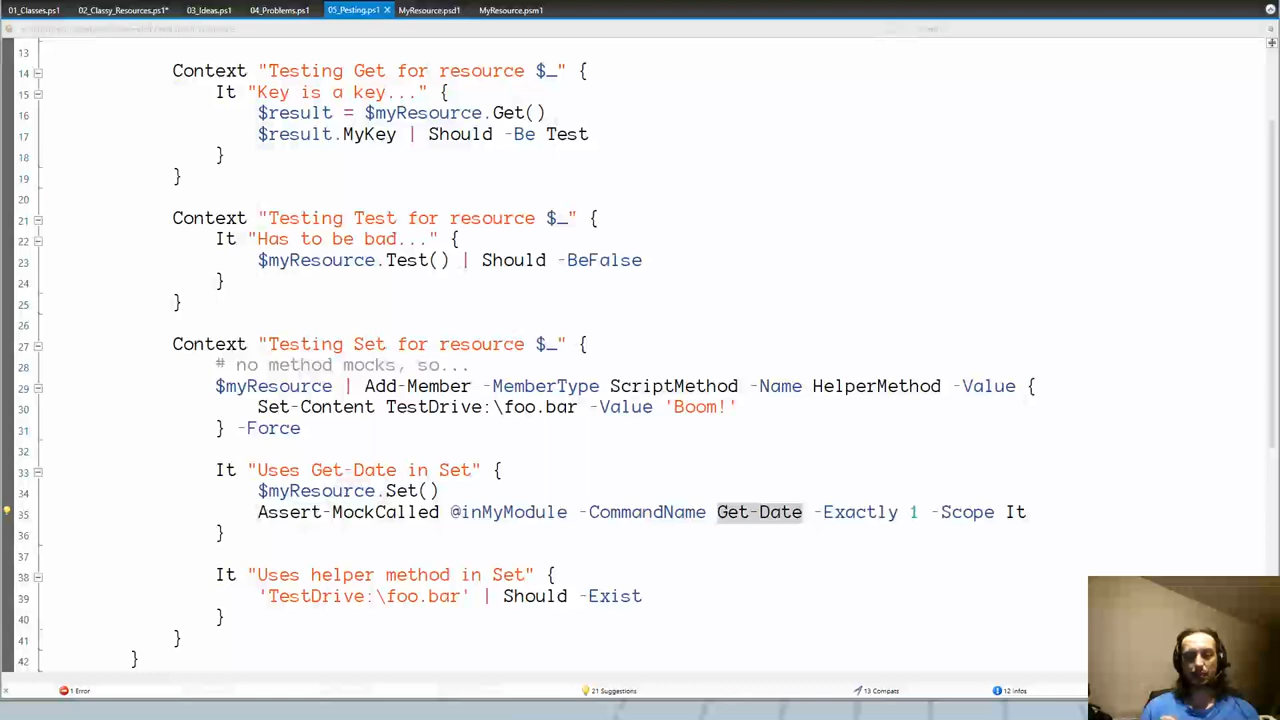 01_Classes.ps1 02_Classy_Resources.ps1* 03_Ideas.ps1 04_Problems.ps1 05_Pesting.ps1 MyResource.psd1 MyResource.psm1
13
14 Context "Testing Get for resource $_" {
15 It "Key is a key..." {
16 $result = $myResource.Get()
17 $result.MyKey | Should -Be Test
18 }
19 }
20
21 Context "Testing Test for resource $_" {
22 It "Has to be bad..." {
23 $myResource.Test() | Should -BeFalse
24 }
25 }
26
27 Context "Testing Set for resource $_" {
28 # no method mocks, so...
29 $myResource | Add-Member -MemberType ScriptMethod -Name HelperMethod -Value {
30 Set-Content TestDrive:\foo.bar -Value 'Boom!'
31 } -Force
32
33 It "Uses Get-Date in Set" {
34 $myResource.Set()
35 Assert-MockCalled @inMyModule -CommandName Get-Date -Exactly 1 -Scope It
36 }
37
38 It "Uses helper method in Set" {
39 'TestDrive:\foo.bar' | Should -Exist
40 }
41 }
42 }
1 Error 21 Suggestions 13 Compats 12 Infos